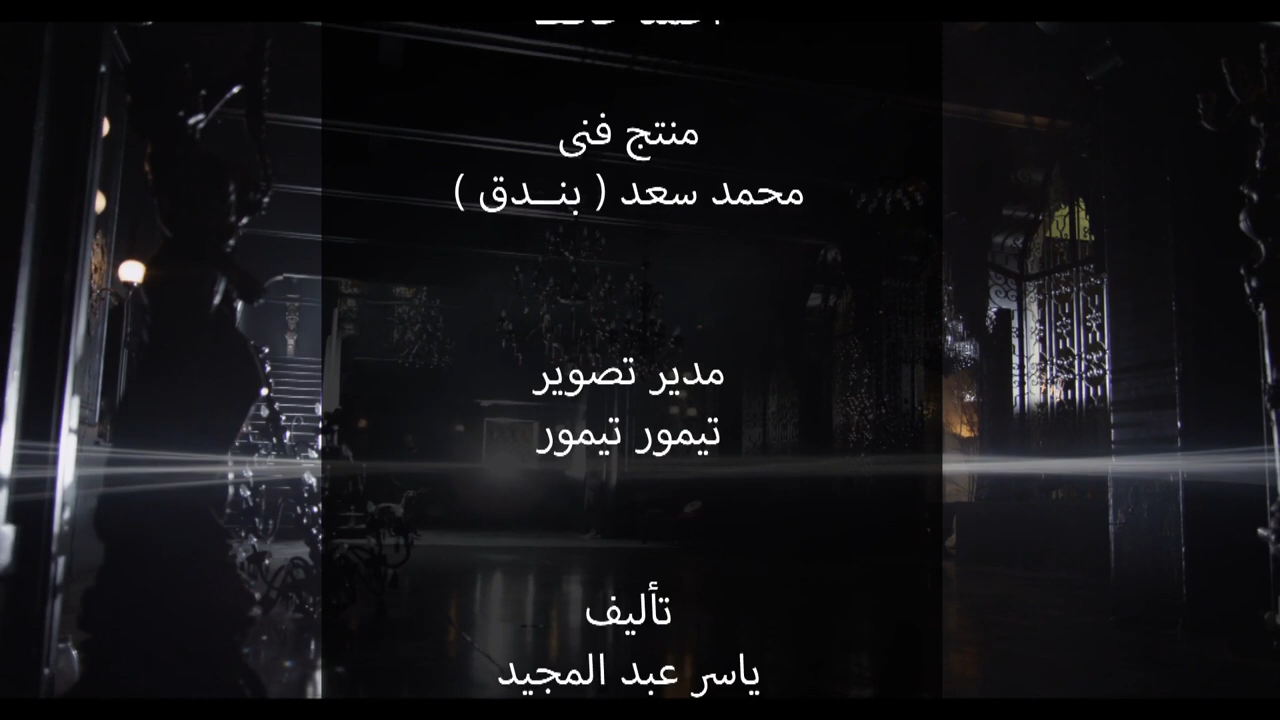 منتج فنى
محمد سعد ( بنــدق )
مدير تصوير
تيمور تيمور
تأليف
ياسر عبد المجيد